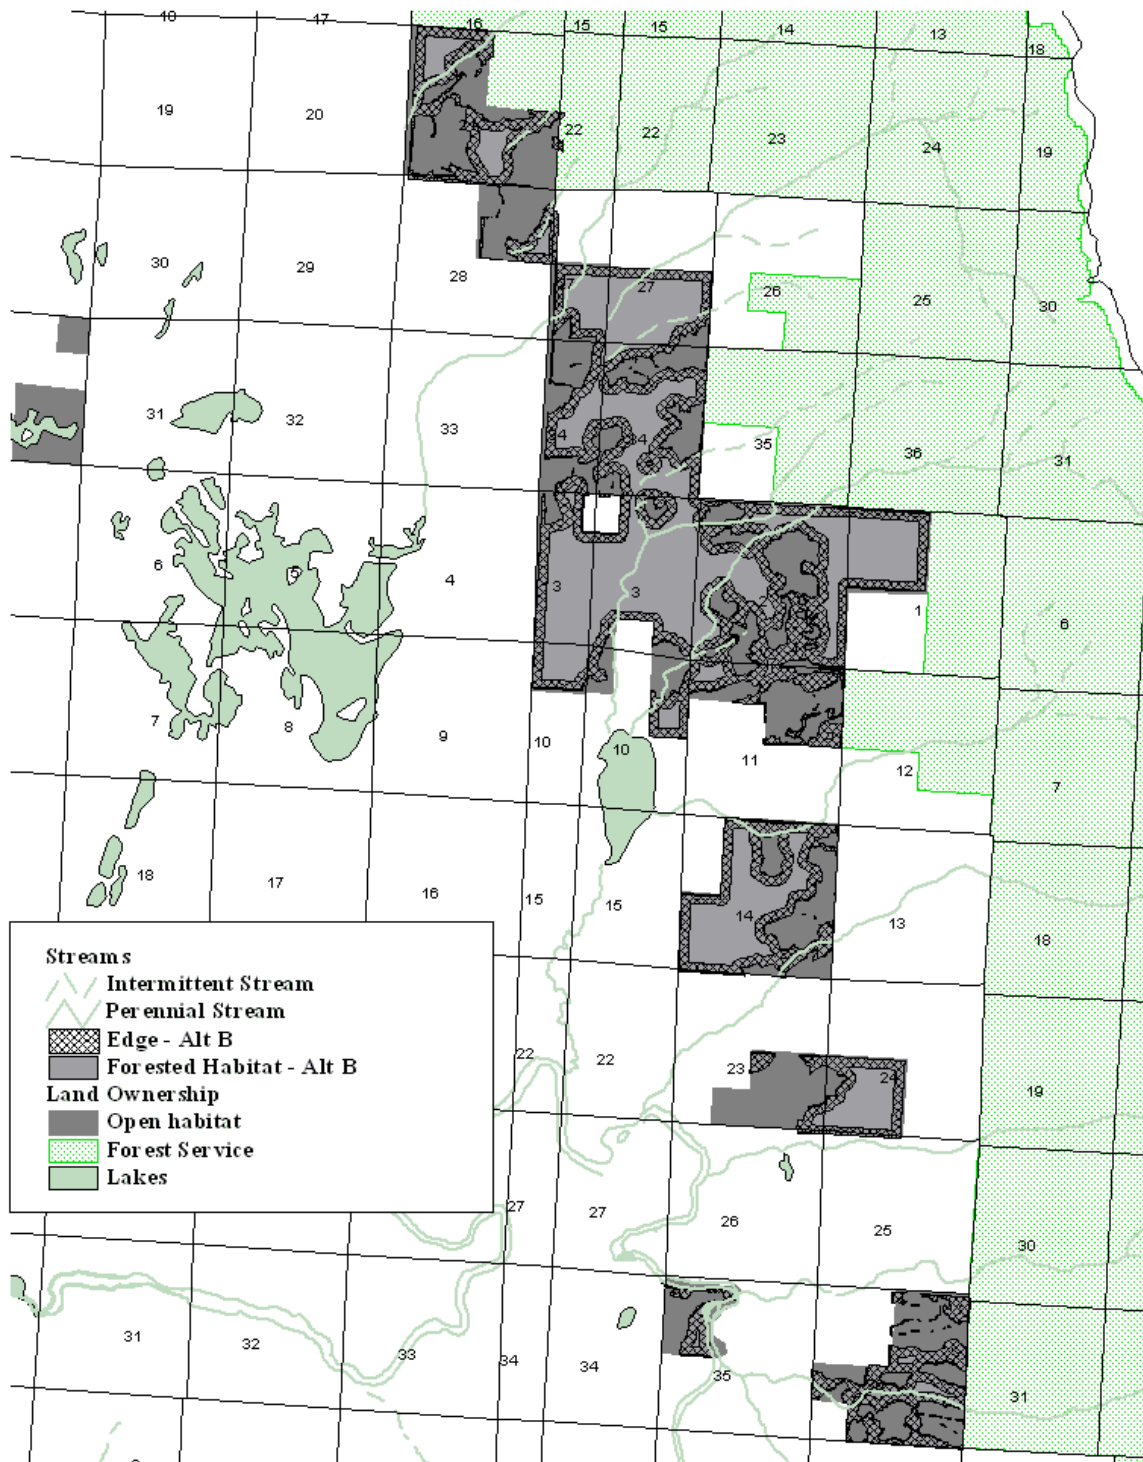 18 17 16 15 15 14 13
18
19 20 21 22 22 23 24 19
30 29 28 7 27 26 25 30
31 32 33 4 34 35 36 31
6 5 4 3 3 1 6
7 8 9 10 10 11 12 7
18 17 16 15 15 14 13 18
22 22 23 24 19
27 27 26 25 30
31 32 33 34 34 35 31
Streams
Intermittent Stream
Perennial Stream
Edge - Alt B
Forested Habitat - Alt B
Land Ownership
Open habitat
Forest Service
Lakes